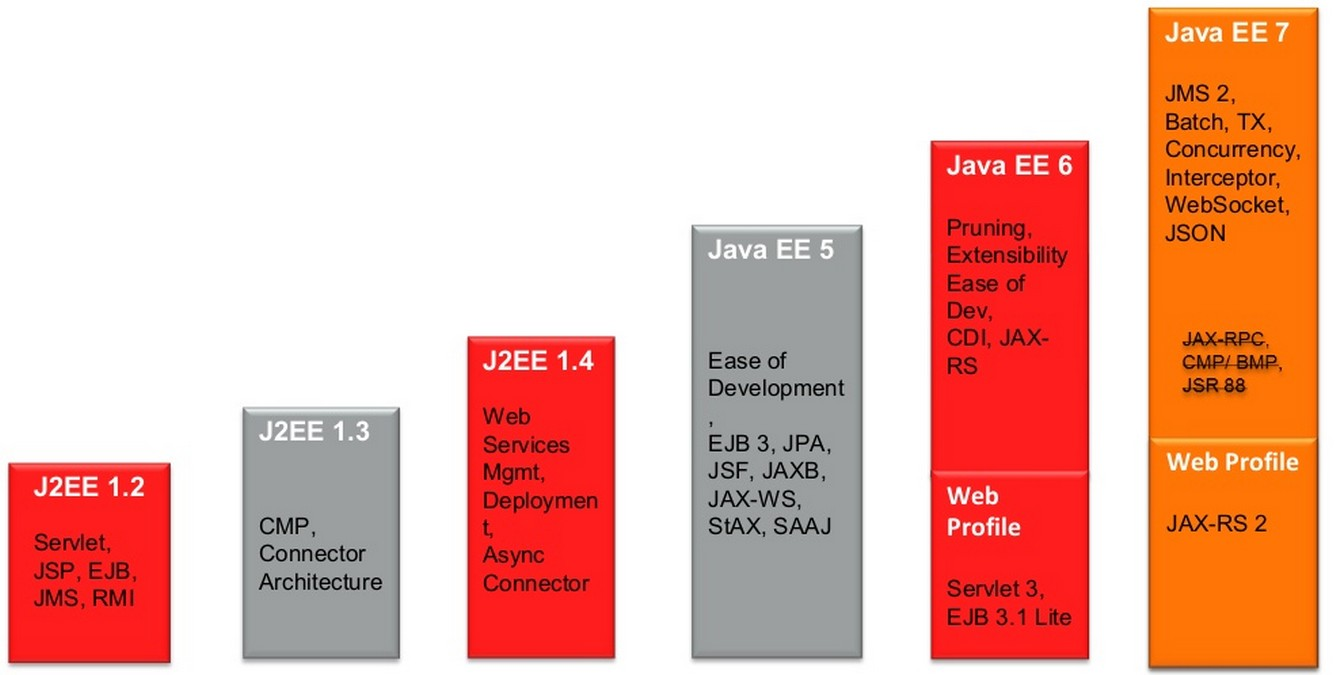 J2EE 1.2
Servlet,
JSP, EJB,
JMS, RMI
J2EE 1.3
CMP,
Connector
Architecture
J2EE 1.4
Web
Services
Mgmt,
Deploymen
t,
Async
Connector
Java EE 5
Ease of
Development
,
EJB 3, JPA,
JSF, JAXB,
JAX-WS,
StAX, SAAJ
Java EE 6
Pruning,
Extensibility
Ease of
Dev,
CDI, JAX-
RS
Web
Profile
Servlet 3,
EJB 3.1 Lite
Java EE 7
JMS 2,
Batch, TX,
Concurrency,
Interceptor,
WebSocket,
JSON
JAX-RPC,
CMP/ BMP,
JSR 88
Web Profile
JAX-RS 2